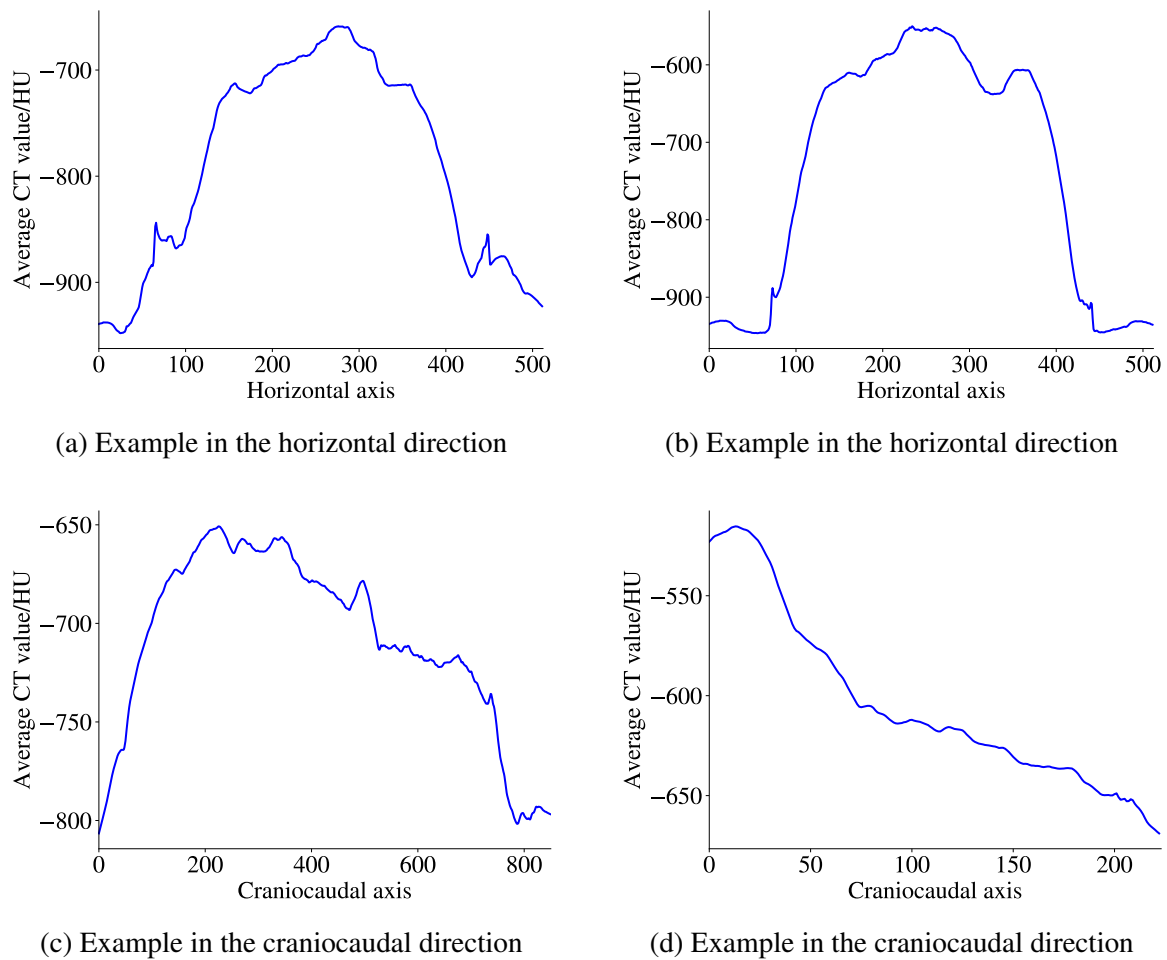 −700
−800
−900
Average CT value/HU
0 100 200 300 400 500
Horizontal axis
(a) Example in the horizontal direction
−600
−700
−800
−900
Average CT value/HU
0 100 200 300 400 500
Horizontal axis
(b) Example in the horizontal direction
−650
−700
−750
−800
Average CT value/HU
0 200 400 600 800
Craniocaudal axis
(c) Example in the craniocaudal direction
−550
−600
−650
Average CT value/HU
0 50 100 150 200
Craniocaudal axis
(d) Example in the craniocaudal direction